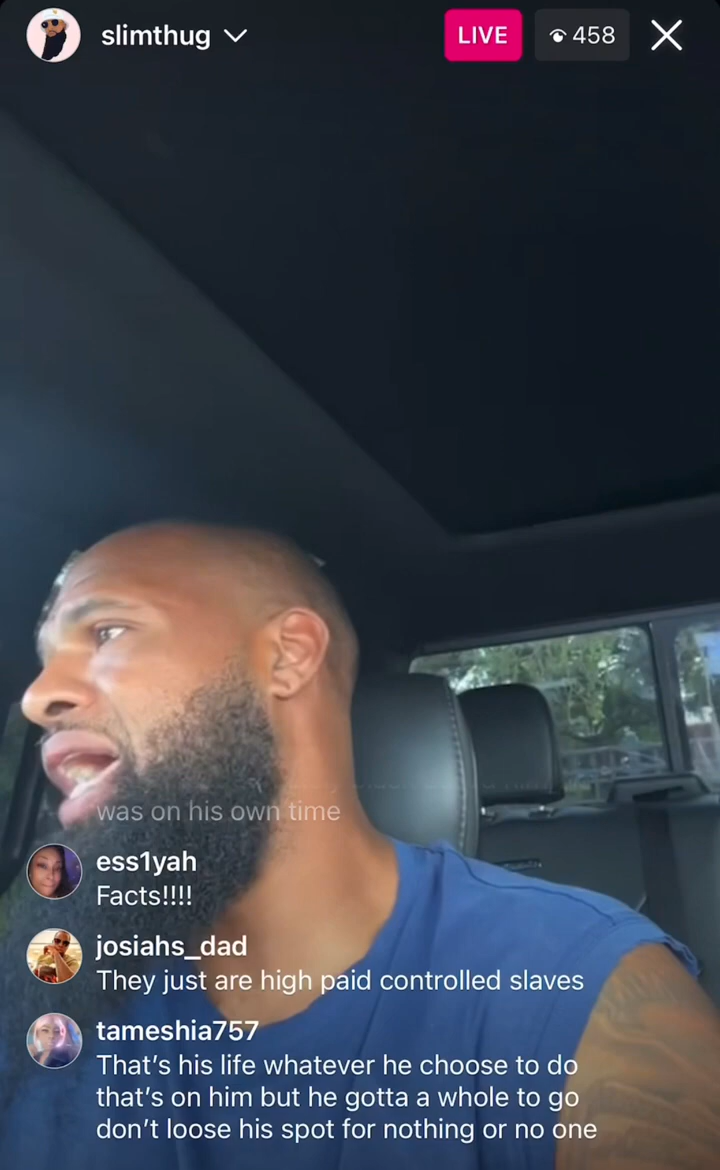 slimthug
LIVE
458
was on his own time
ess1yah
Facts!!!!
josiahs_dad
They just are high paid controlled slaves
tameshia757
That's his life whatever he choose to do
that's on him but he gotta a whole to go
don't loose his spot for nothing or no one